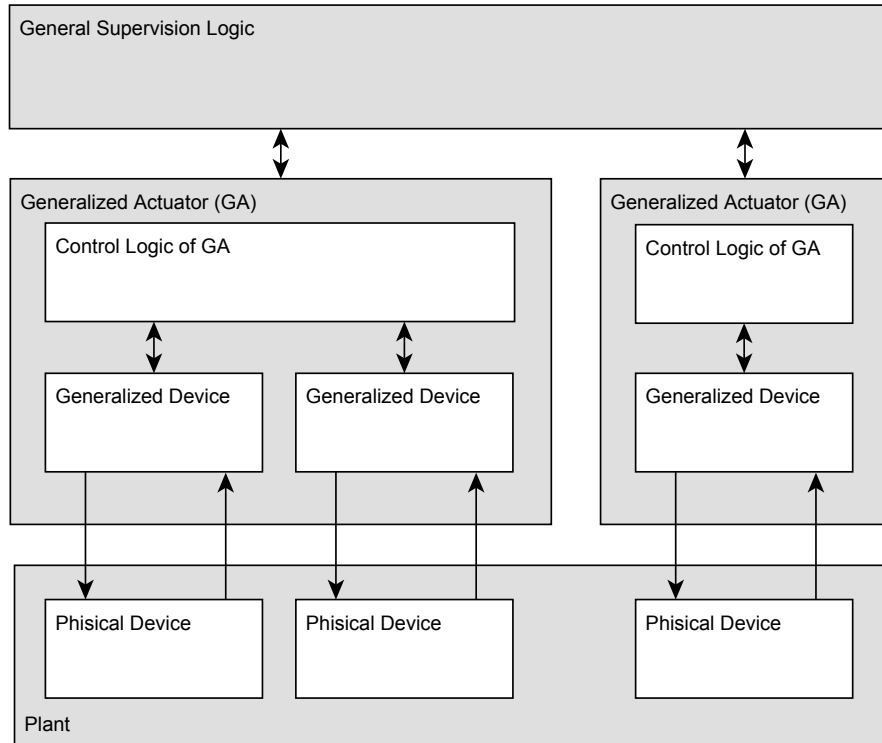 General Supervision Logic
Generalized Actuator (GA)
Generalized Actuator (GA)
Control Logic of GA
Control Logic of GA
Generalized Device
Generalized Device
Generalized Device
Phisical Device
Phisical Device
Phisical Device
Plant